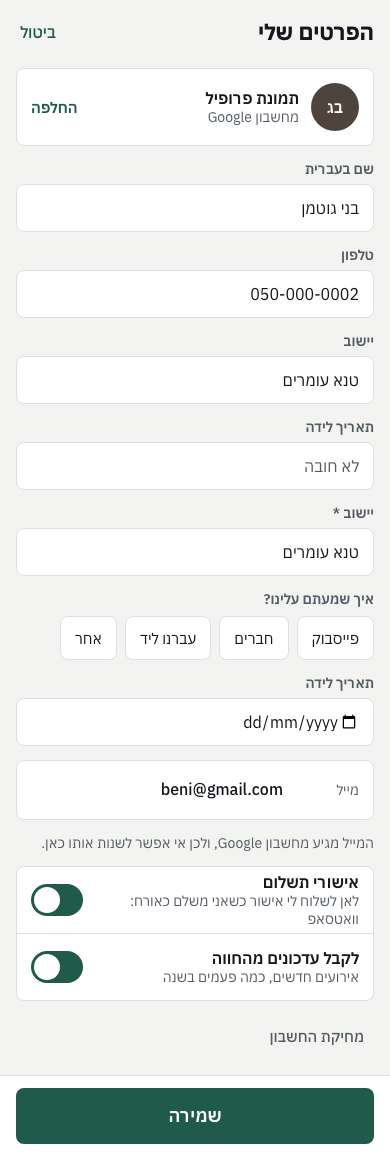 הפרטים שלי
ביטול
בג
תמונת פרופיל
מחשבון Google
החלפה
שם בעברית
בני גוטמן
טלפון
050-000-0002
יישוב
טנא עומרים
תאריך לידה
לא חובה
יישוב *
טנא עומרים
איך שמעתם עלינו?
פייסבוק
חברים
עברנו ליד
אחר
תאריך לידה
dd/mm/yyyy
מייל
beni@gmail.com
המייל מגיע מחשבון Google, ולכן אי אפשר לשנות אותו כאן.
אישורי תשלום
לאן לשלוח לי אישור כשאני משלם כאורח:
וואטסאפ
לקבל עדכונים מהחווה
אירועים חדשים, כמה פעמים בשנה
מחיקת החשבון
שמירה